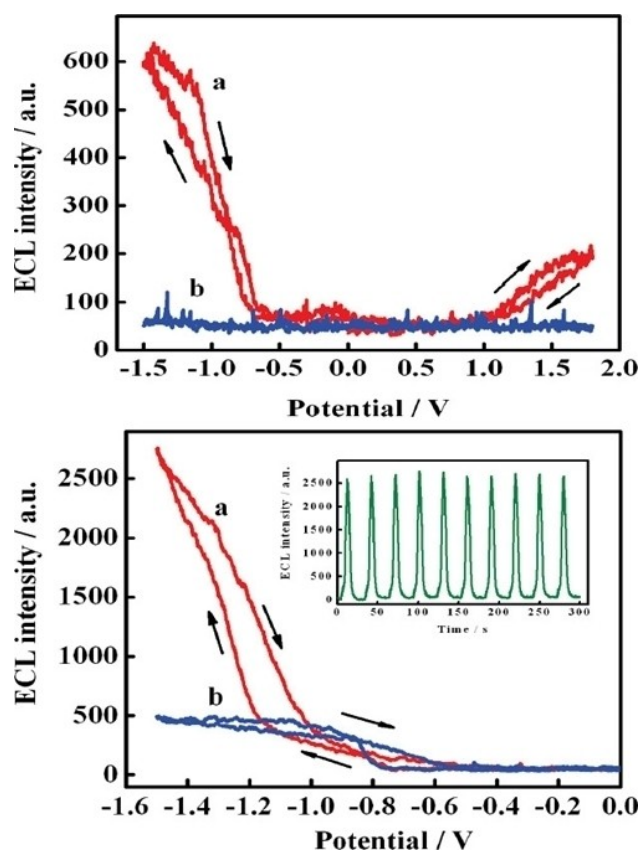 600
500
400
300
200
100
0
ECL intensity / a.u.
a
b
-1.5 -1.0 -0.5 0.0 0.5 1.0 1.5 2.0
Potential / V
2500
2000
1500
1000
500
0
ECL intensity / a.u.
a
b
2500
2000
1500
1000
500
0
ECL intensity / a.u.
0 50 100 150 200 250 300
Time / s
-1.6 -1.4 -1.2 -1.0 -0.8 -0.6 -0.4 -0.2 0.0
Potential / V